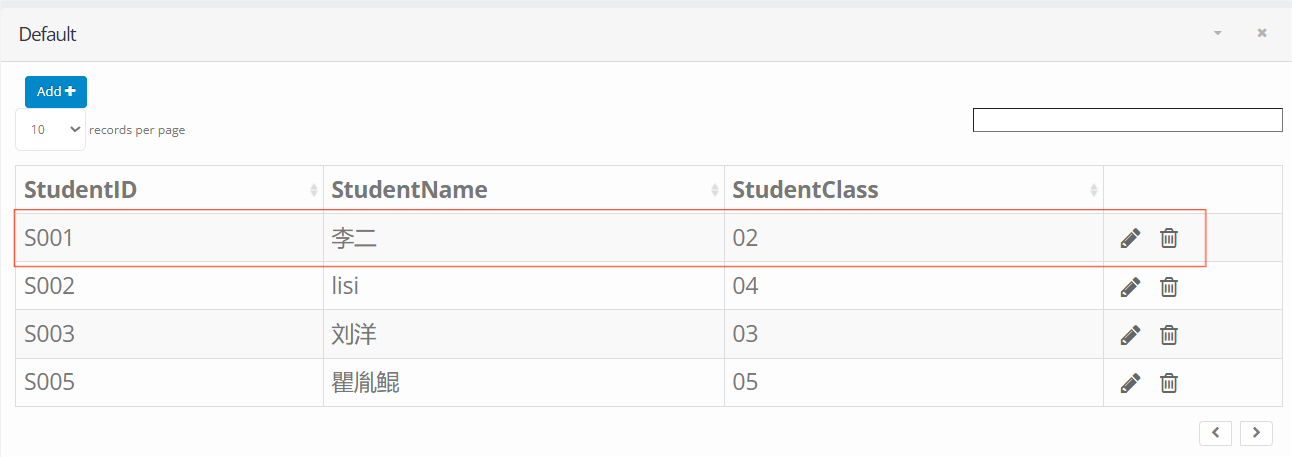 Default
Add
10 records per page
StudentID StudentName StudentClass
S001 李二 02
S002 lisi 04
S003 刘洋 03
S005 瞿胤鲲 05